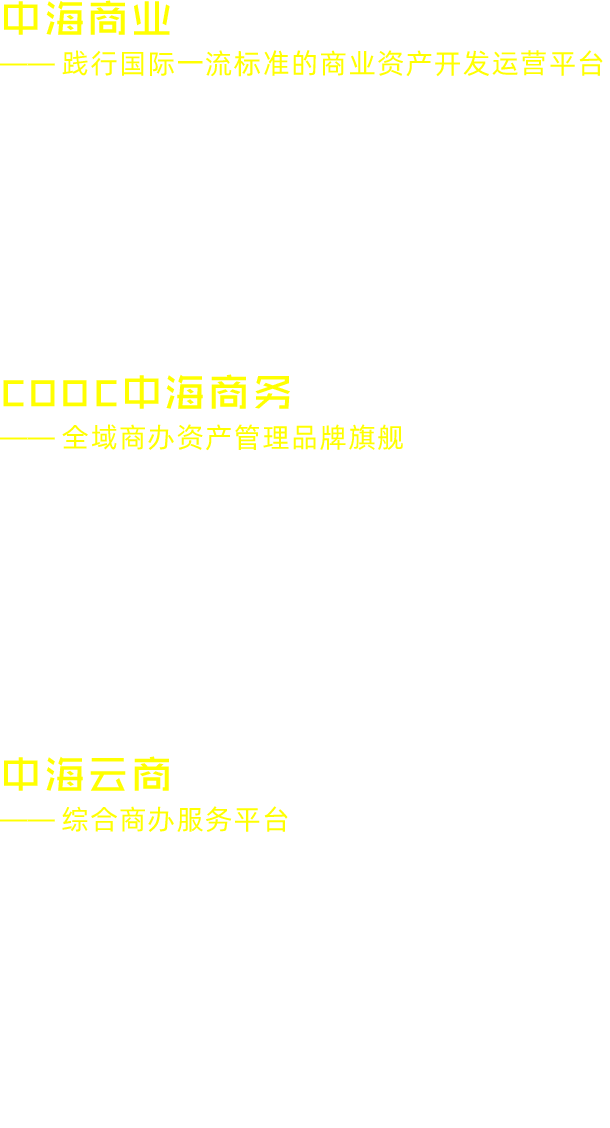 中海商业
—— 践行国际一流标准的商业资产开发运营平台
COOC中海商务
—— 全域商办资产管理品牌旗舰
中海云商
—— 综合商办服务平台